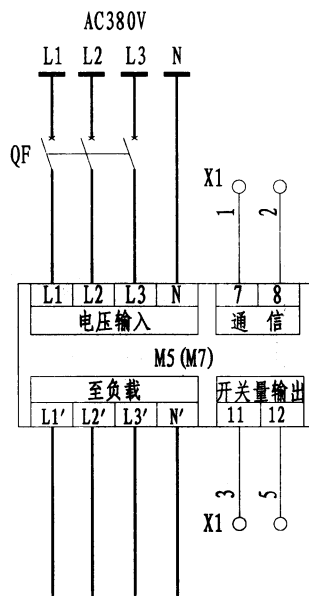 AC380V
L1 L2 L3 N
QF
X1
1 2
L1 L2 L3 N 7 8
电压输入 通 信
M5(M7)
至负载 开关量输出
L1′ L2′ L3′ N′ 11 12
3 5
X1